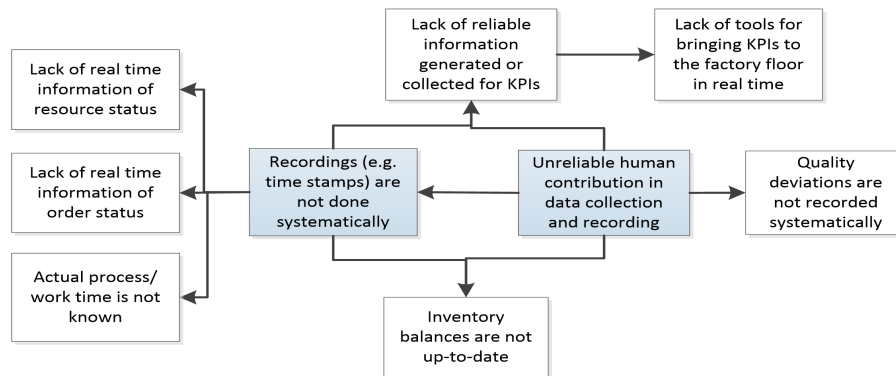 Lack of reliable
information
generated or
collected for KPIs
Lack of tools for
bringing KPIs to
the factory floor
in real time
Lack of real time
information of
resource status
Recordings (e.g.
time stamps) are
not done
systematically
Unreliable human
contribution in
data collection
and recording
Lack of real time
information of
order status
Quality
deviations are
not recorded
systematically
Actual process/
work time is not
known
Inventory
balances are not
up-to-date